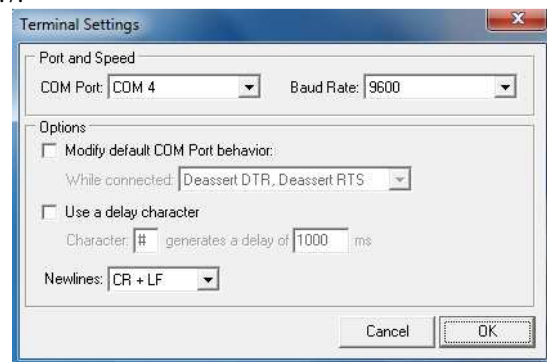 Terminal Settings
Port and Speed
COM Port: COM 4 Baud Rate: 9600
Options
Modify default COM Port behavior:
While connected: Deassert DTR, Deassert RTS
Use a delay character
Character: # generates a delay of 1000 ms
Newlines: CR + LF
Cancel OK